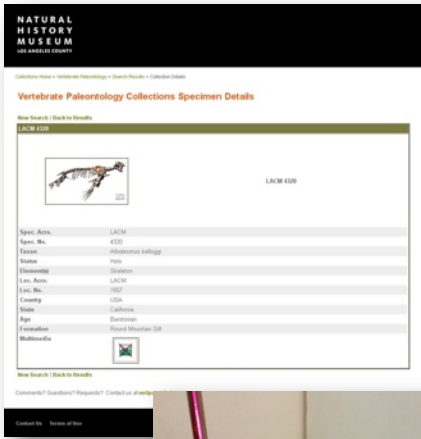 NATURAL
HISTORY
MUSEUM
LOS ANGELES COUNTY
Collections Home > Vertebrate Paleontology > Search Results > Collection Details
Vertebrate Paleontology Collections Specimen Details
New Search | Back to Results
LACM 4320
LACM 4320
Spec. Acro. LACM
Spec. No. 4320
Taxon Allodesmus kelloggi
Status Holo
Element(s) Skeleton
Loc. Acro. LACM
Loc. No. 1557
Country USA
State California
Age Barstovian
Formation Round Mountain Silt
Multimedia
New Search | Back to Results
Comments? Questions? Requests? Contact us at
Contact Us Terms of Use